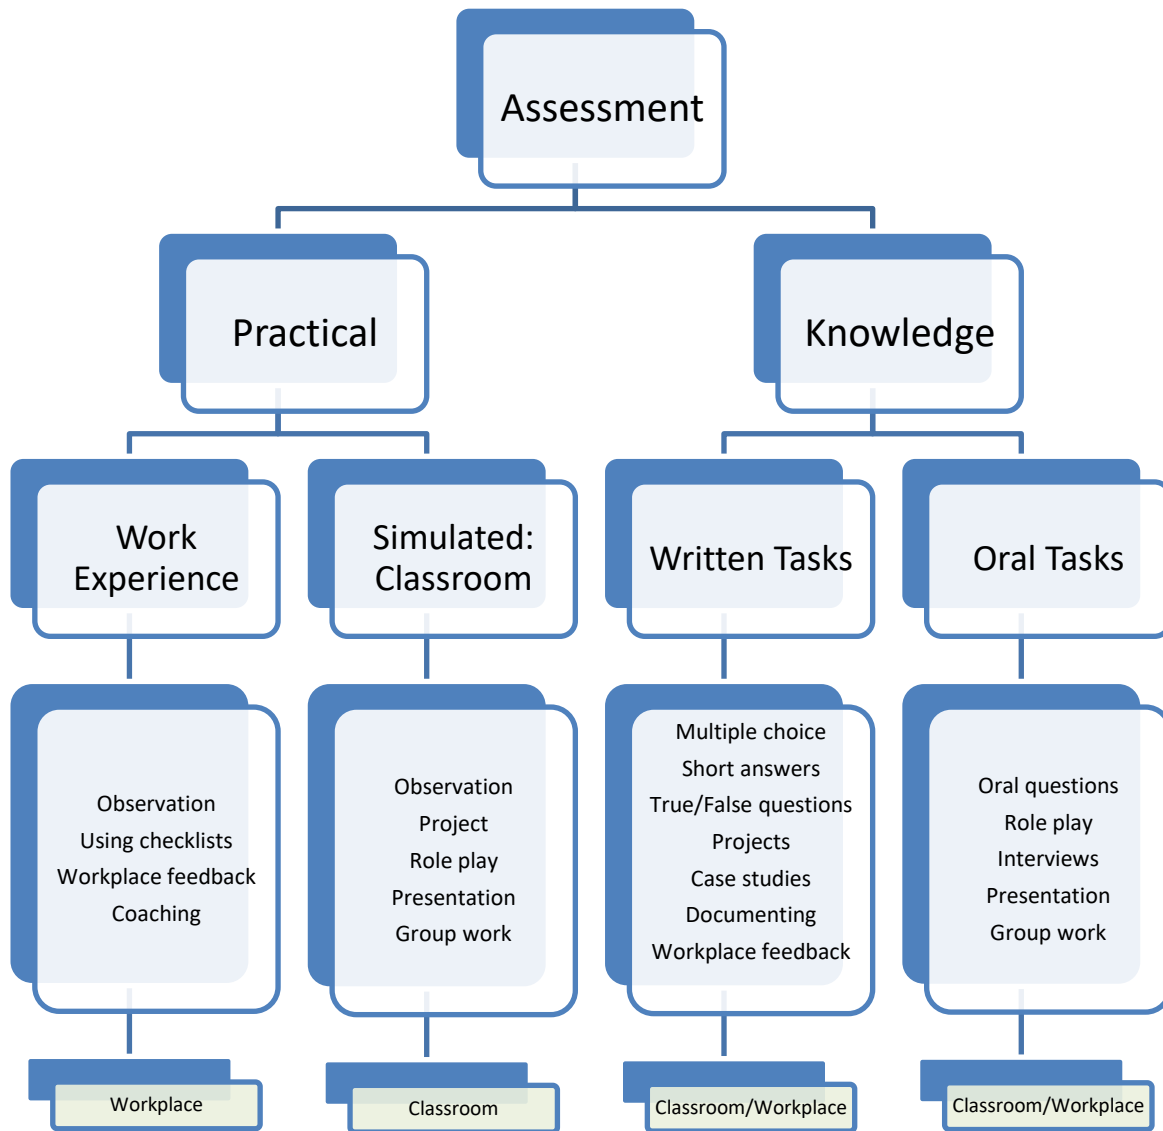 Assessment
Practical
Knowledge
Work
Experience
Simulated:
Classroom
Written Tasks
Oral Tasks
Observation
Using checklists
Workplace feedback
Coaching
Observation
Project
Role play
Presentation
Group work
Multiple choice
Short answers
True/False questions
Projects
Case studies
Documenting
Workplace feedback
Oral questions
Role play
Interviews
Presentation
Group work
Workplace
Classroom
Classroom/Workplace
Classroom/Workplace